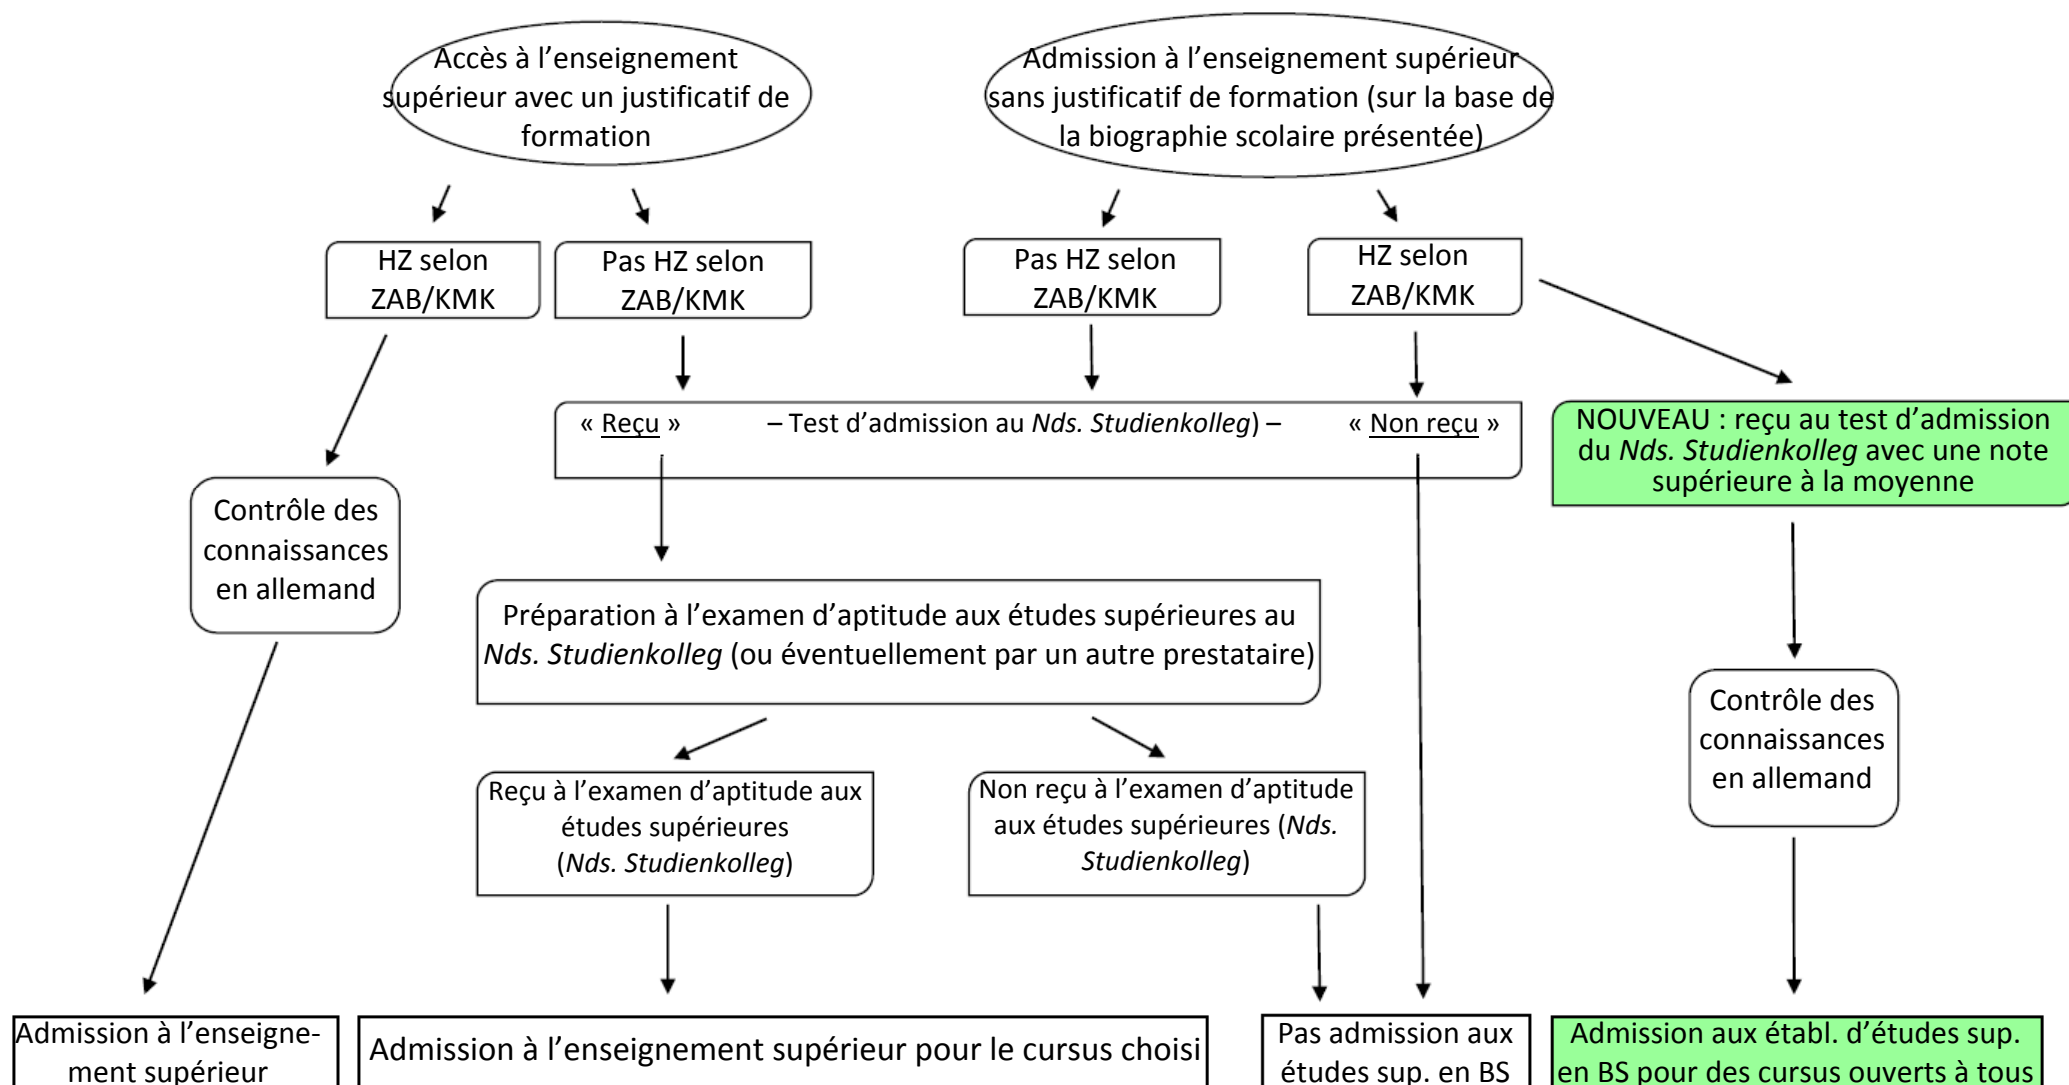 Accès à l’enseignement
supérieur avec un justificatif de
formation
Admission à l’enseignement supérieur
sans justificatif de formation (sur la base de
la biographie scolaire présentée)
HZ selon
ZAB/KMK
Pas HZ selon
ZAB/KMK
Pas HZ selon
ZAB/KMK
HZ selon
ZAB/KMK
« Reçu » – Test d’admission au Nds. Studienkolleg) – « Non reçu »
NOUVEAU : reçu au test d’admission
du Nds. Studienkolleg avec une note
supérieure à la moyenne
Contrôle des
connaissances
en allemand
Préparation à l’examen d’aptitude aux études supérieures au
Nds. Studienkolleg (ou éventuellement par un autre prestataire)
Contrôle des
connaissances
en allemand
Reçu à l’examen d’aptitude aux
études supérieures
(Nds. Studienkolleg)
Non reçu à l’examen d’aptitude
aux études supérieures (Nds.
Studienkolleg)
Admission à l’enseigne-
ment supérieur
Admission à l’enseignement supérieur pour le cursus choisi
Pas admission aux
études sup. en BS
Admission aux établ. d’études sup.
en BS pour des cursus ouverts à tous